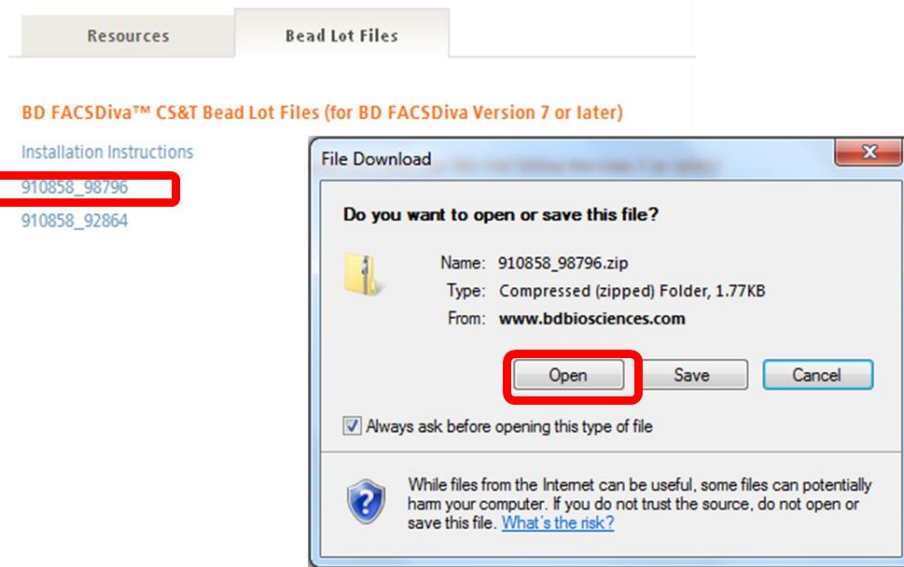 Resources
Bead Lot Files
BD FACSDiva™ CS&T Bead Lot Files (for BD FACSDiva Version 7 or later)
Installation Instructions
910858_98796
910858_92864
File Download
Do you want to open or save this file?
Name: 910858_98796.zip
Type: Compressed (zipped) Folder, 1.77KB
From: www.bdbiosciences.com
Open
Save
Cancel
Always ask before opening this type of file
While files from the Internet can be useful, some files can potentially
harm your computer. If you do not trust the source, do not open or
save this file. What's the risk?